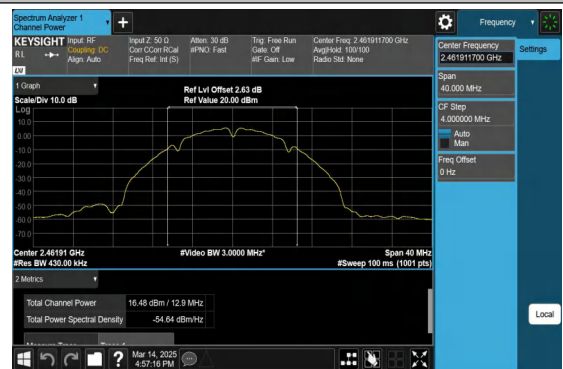 Spectrum Analyzer 1
Channel Power
Frequency
KEYSIGHT
Input: RF
Coupling: DC
Align: Auto
Input Z: 50 Ω
Corr CCorr RCal
Freq Ref: Int (S)
Atten: 30 dB
#PNO: Fast
Trig: Free Run
Gate: Off
#IF Gain: Low
Center Freq: 2.461911700 GHz
Avg|Hold: 100/100
Radio Std: None
R L
LNI
Center Frequency
2.461911700 GHz
Settings
Span
40.000 MHz
CF Step
4.000000 MHz
Auto
Man
Freq Offset
0 Hz
Local
1 Graph
Scale/Div 10.0 dB
Ref Lvl Offset 2.63 dB
Ref Value 20.00 dBm
Log
10.0
0.00
-10.0
-20.0
-30.0
-40.0
-50.0
-60.0
-70.0
Center 2.46191 GHz
#Video BW 3.0000 MHz*
Span 40 MHz
#Res BW 430.00 kHz
#Sweep 100 ms (1001 pts)
2 Metrics
Total Channel Power 16.48 dBm / 12.9 MHz
Total Power Spectral Density -54.64 dBm/Hz
?
Mar 14, 2025
4:57:16 PM